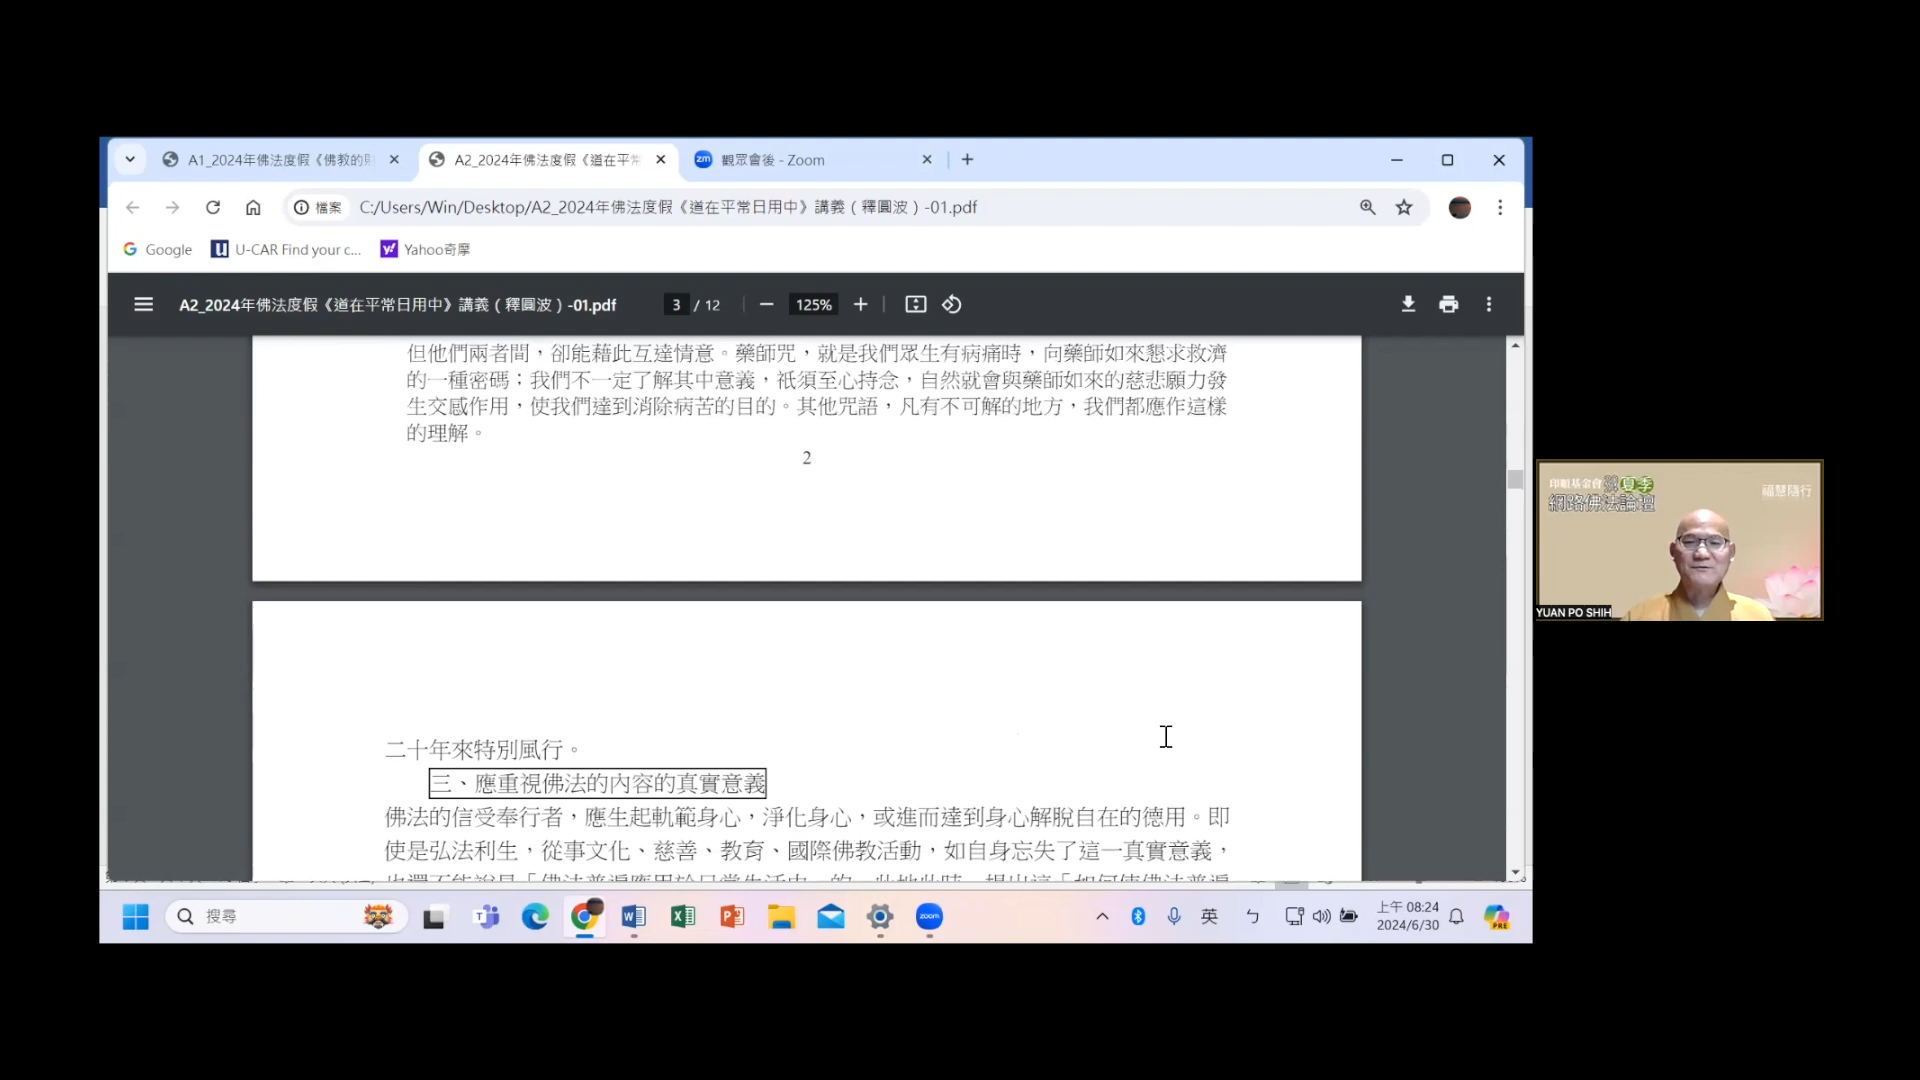 A1_2024年佛法度假《佛教的則
A2_2024年佛法度假《道在平常
zm 觀眾會後 - Zoom
檔案 C:/Users/Win/Desktop/A2_2024年佛法度假《道在平常日用中》講義（釋圓波）-01.pdf
Google
U-CAR Find your c...
Yahoo奇摩
A2_2024年佛法度假《道在平常日用中》講義（釋圓波）-01.pdf
3 / 12
125%
但他們兩者間，卻能藉此互達情意。藥師咒，就是我們眾生有病痛時，向藥師如來懇求救濟
的一種密碼；我們不一定了解其中意義，祇須至心持念，自然就會與藥師如來的慈悲願力發
生交感作用，使我們達到消除病苦的目的。其他咒語，凡有不可解的地方，我們都應作這樣
的理解。
2
二十年來特別風行。
三、應重視佛法的內容的真實意義
佛法的信受奉行者，應生起軌範身心，淨化身心，或進而達到身心解脫自在的德用。即
使是弘法利生，從事文化、慈善、教育、國際佛教活動，如自身忘失了這一真實意義，
印順基金會 夏季
網路佛法論壇
福慧隨行
YUAN PO SHIH
搜尋
zoom
英
ㄅ
上午 08:24
2024/6/30
PRE